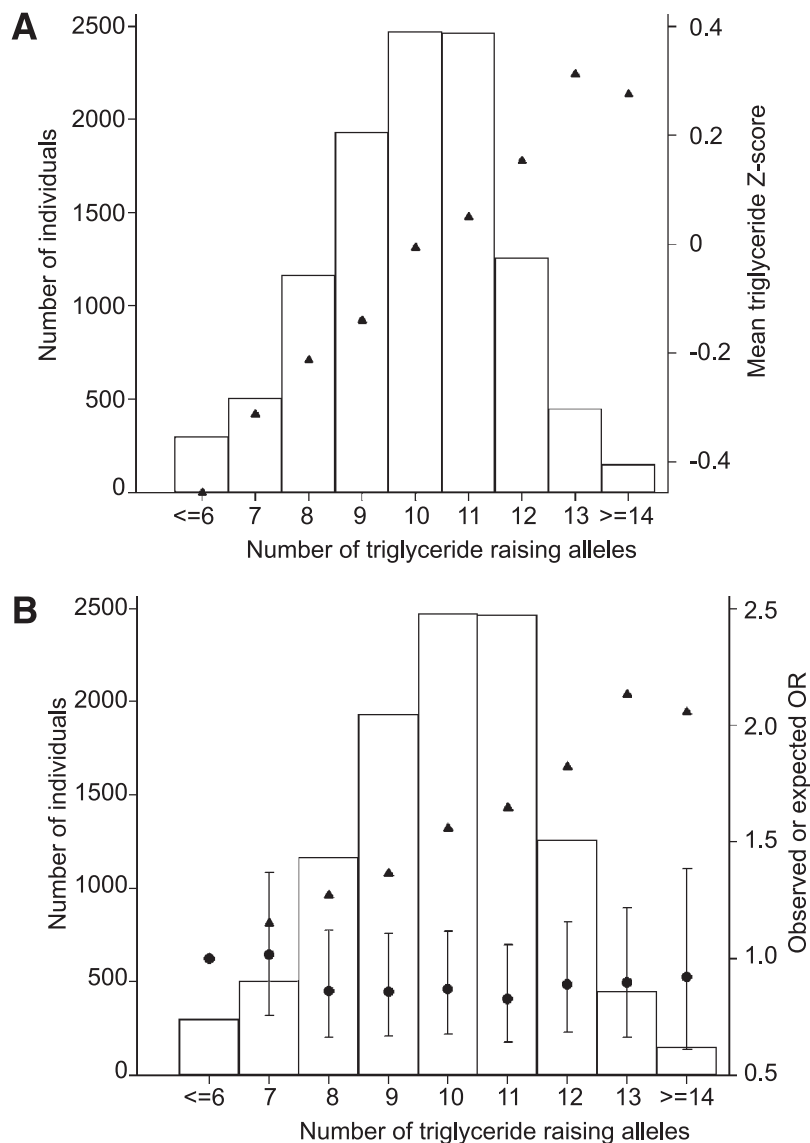 A
Number of individuals
2500
2000
1500
1000
500
0
0.4
0.2
0
-0.2
-0.4
Mean triglyceride Z-score
<=6 7 8 9 10 11 12 13 >=14
Number of triglyceride raising alleles
B
Number of individuals
2500
2000
1500
1000
500
0
2.5
2.0
1.5
1.0
0.5
Observed or expected OR
<=6 7 8 9 10 11 12 13 >=14
Number of triglyceride raising alleles